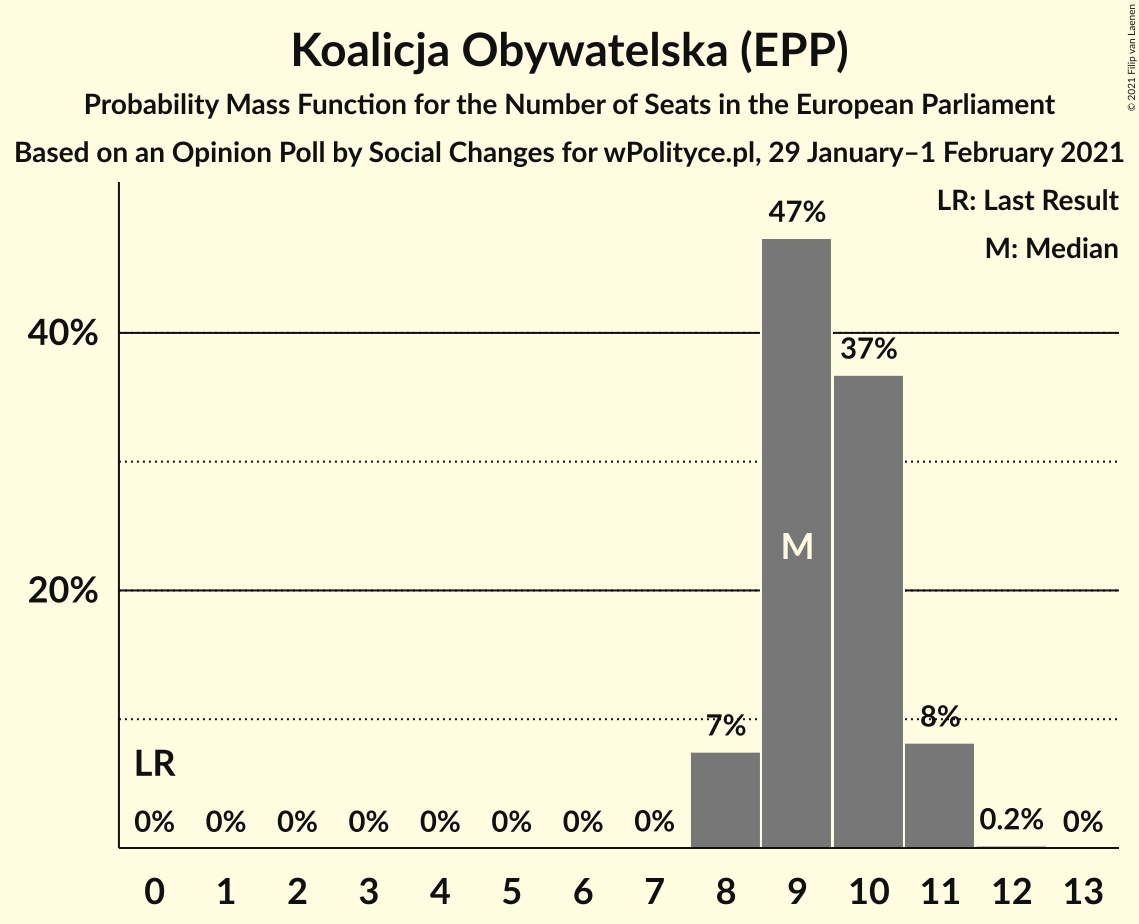 Koalicja Obywatelska (EPP)
Probability Mass Function for the Number of Seats in the European Parliament
Based on an Opinion Poll by Social Changes for wPolityce.pl, 29 January–1 February 2021
© 2021 Filip van Laenen
LR: Last Result
M: Median
47%
40%
37%
M
20%
7%
8%
LR
0% 0% 0% 0% 0% 0% 0% 0% 0.2% 0%
0 1 2 3 4 5 6 7 8 9 10 11 12 13